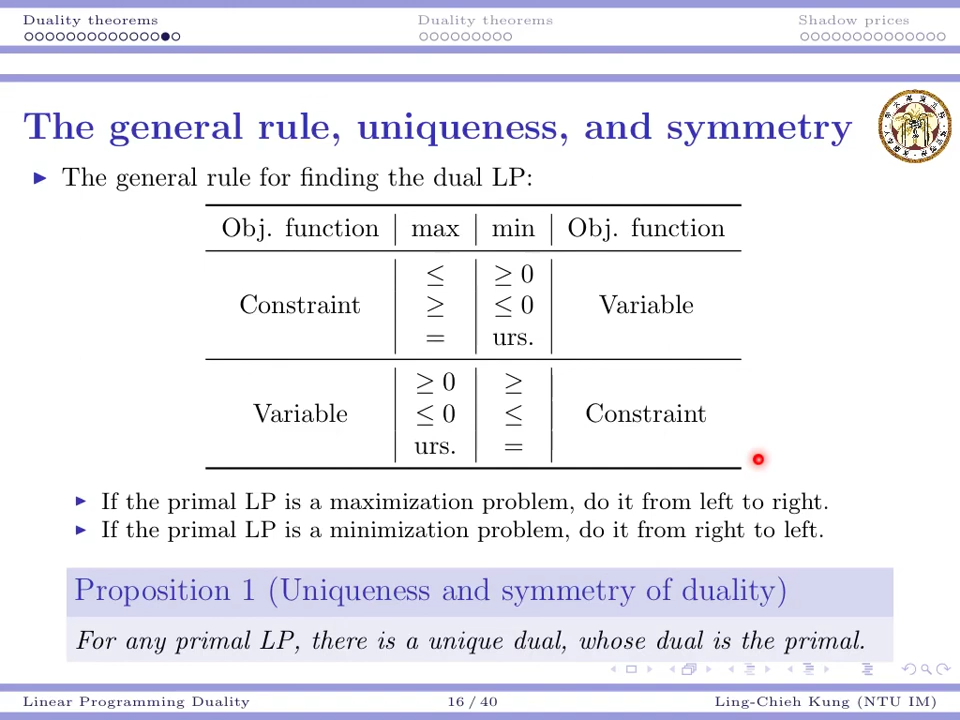 Duality theorems Duality theorems Shadow prices
The general rule, uniqueness, and symmetry
▶ The general rule for finding the dual LP:
Obj. function max min Obj. function
≤ ≥ 0
Constraint ≥ ≤ 0 Variable
= urs.
≥ 0 ≥
Variable ≤ 0 ≤ Constraint
urs. =
▶ If the primal LP is a maximization problem, do it from left to right.
▶ If the primal LP is a minimization problem, do it from right to left.
Proposition 1 (Uniqueness and symmetry of duality)
For any primal LP, there is a unique dual, whose dual is the primal.
Linear Programming Duality 16 / 40 Ling-Chieh Kung (NTU IM)